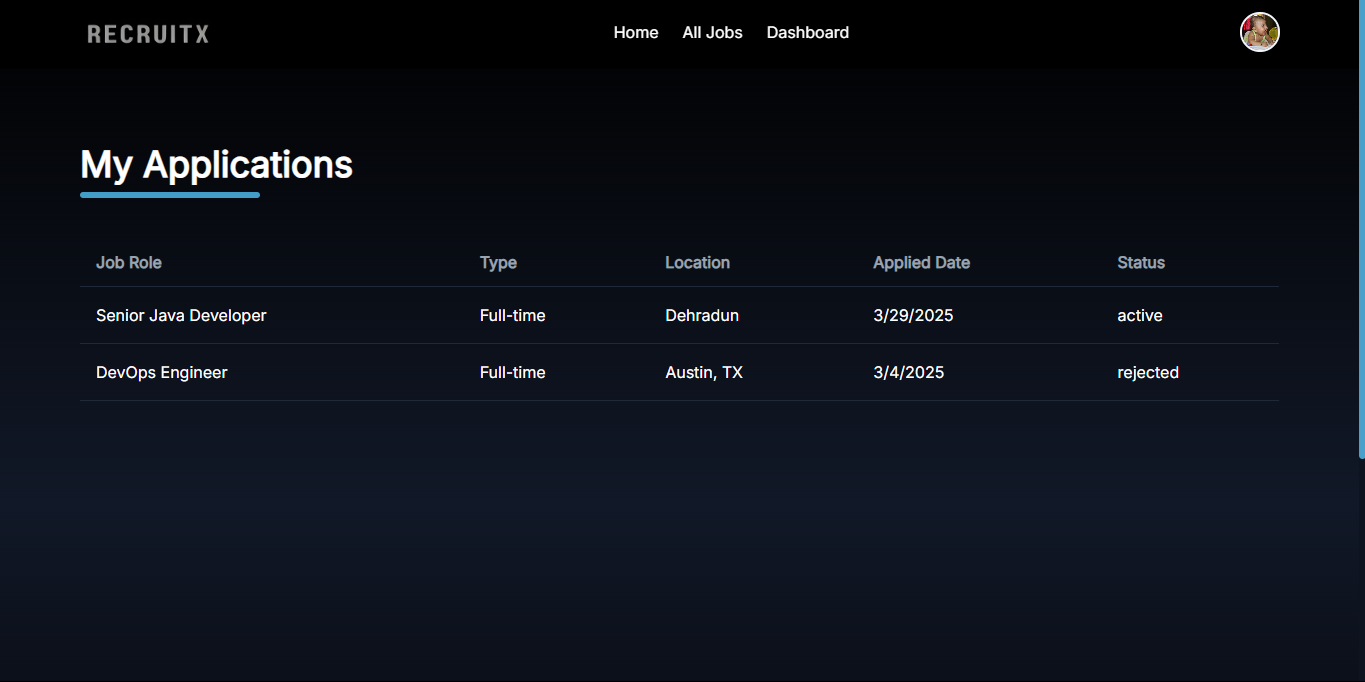 RECRUITX Home All Jobs Dashboard
My Applications
Job Role Type Location Applied Date Status
Senior Java Developer Full-time Dehradun 3/29/2025 active
DevOps Engineer Full-time Austin, TX 3/4/2025 rejected